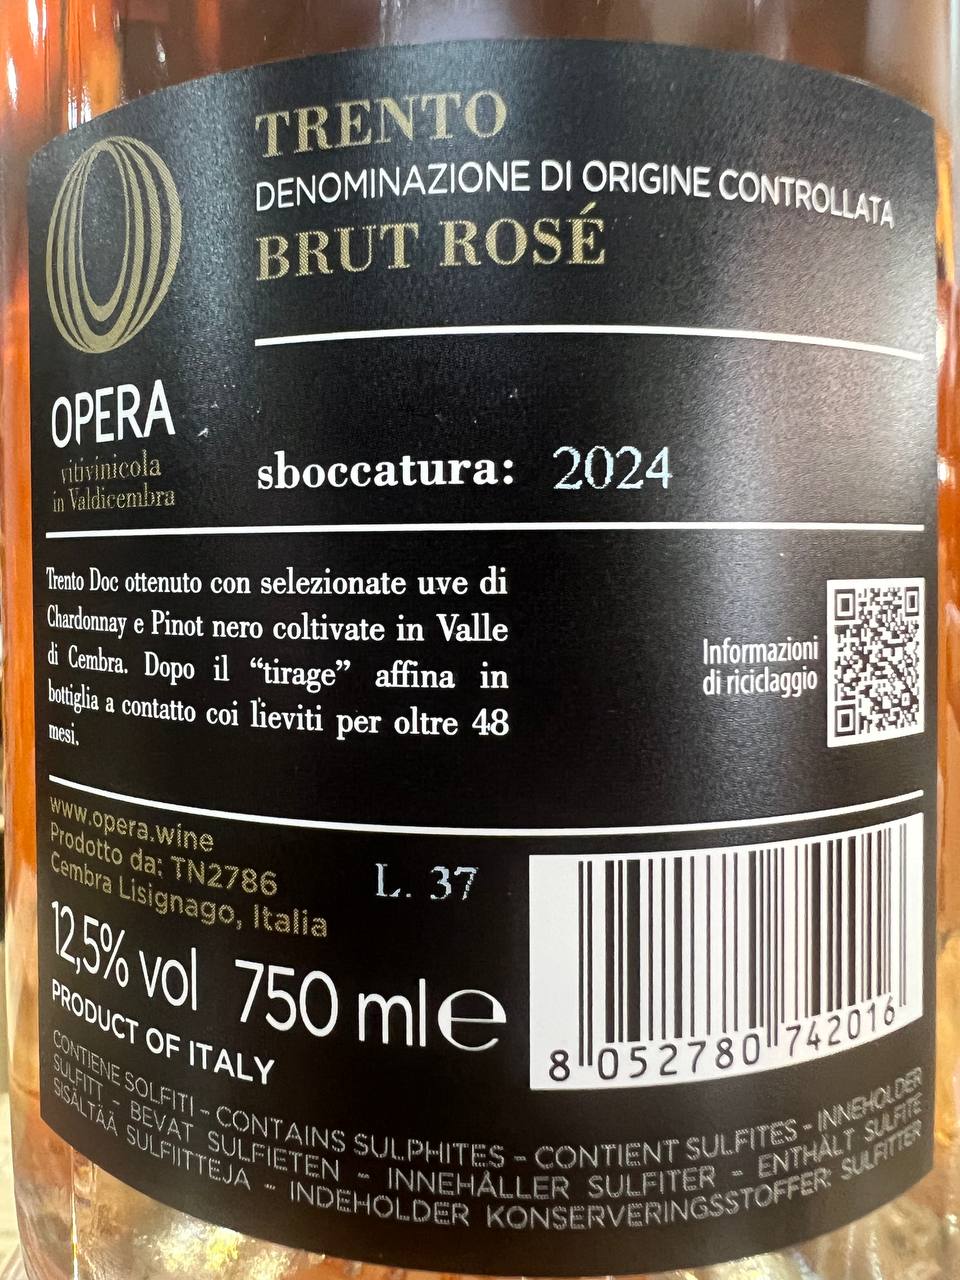 TRENTO
DENOMINAZIONE DI ORIGINE CONTROLLATA
BRUT ROSÉ
OPERA
vitivinicola
in Valdicembra
sboccatura: 2024
Trento Doc ottenuto con selezionate uve di
Chardonnay e Pinot nero coltivate in Valle
di Cembra. Dopo il “tirage” affina in
bottiglia a contatto coi lieviti per oltre 48
mesi.
Informazioni
di riciclaggio
www.opera.wine
Prodotto da: TN2786
Cembra Lisignago, Italia
L. 37
12,5% vol 750 ml e
PRODUCT OF ITALY
8 052780 742016
CONTIENE SOLFITI - CONTAINS SULPHITES - CONTIENT SULFITES - INNEHOLDER
SULFITT - BEVAT SULFIETEN - INNEHÅLLER SULFITER - ENTHÄLT SULFITE
SISÄLTÄÄ SULFIITTEJA - INDEHOLDER KONSERVERINGSSTOFFER: SULFITTER